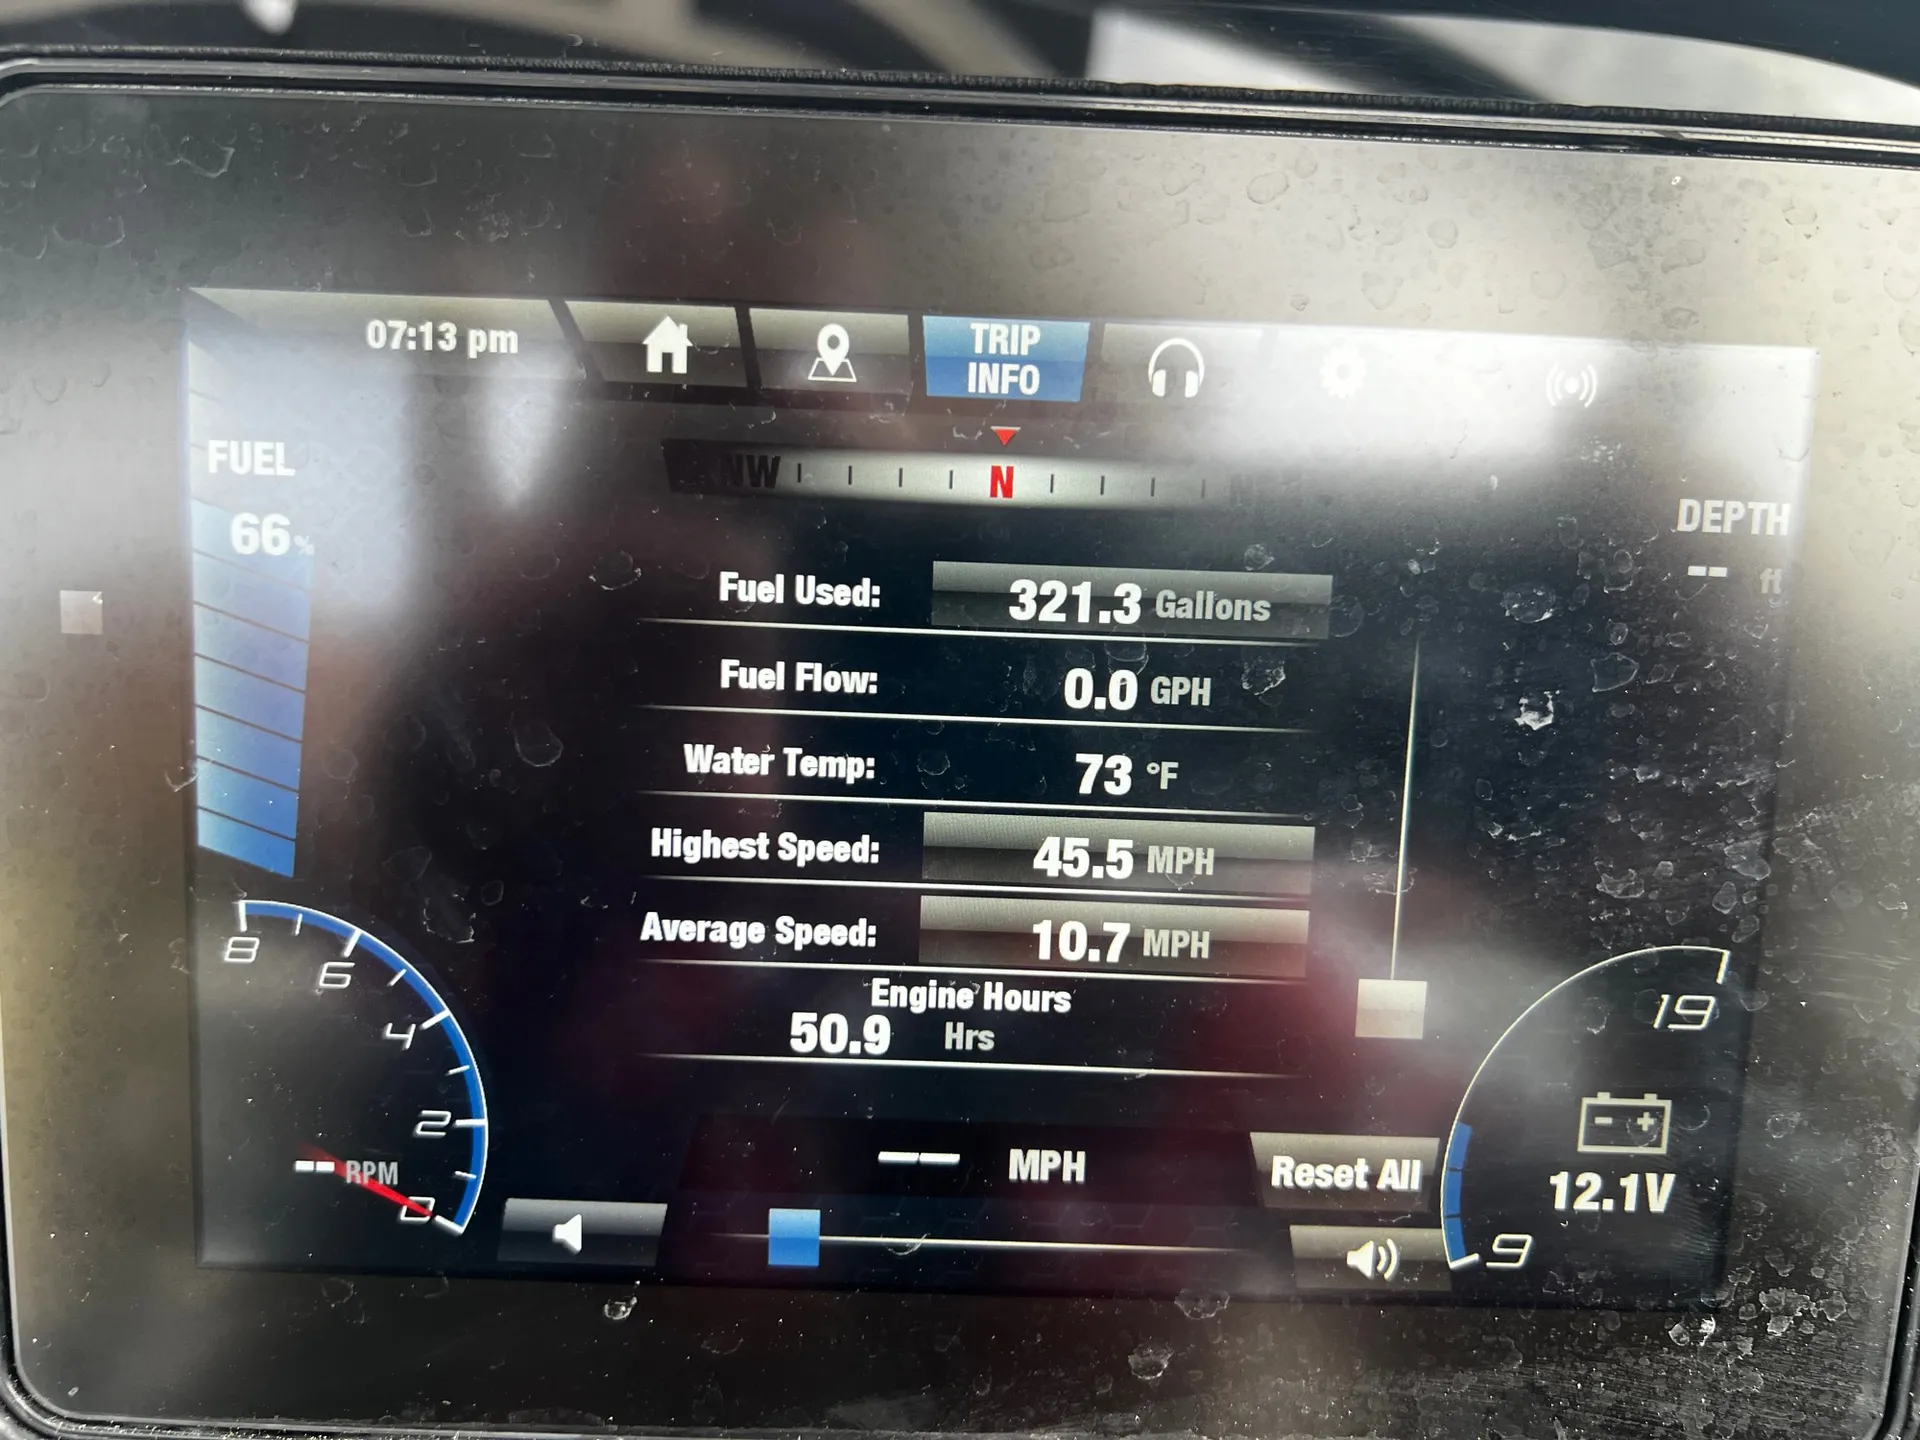 07:13 pm
TRIP
INFO
FUEL
66%
NW
N
DEPTH
-- ft
Fuel Used: 321.3 Gallons
Fuel Flow: 0.0 GPH
Water Temp: 73 °F
Highest Speed: 45.5 MPH
Average Speed: 10.7 MPH
Engine Hours
50.9 Hrs
8
6
4
2
0
-- RPM
-- MPH
Reset All
19
- +
12.1V
9